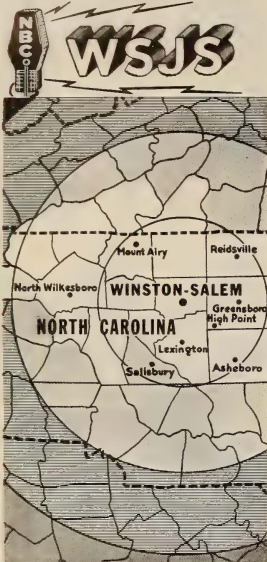 NBC
WSJS
Mount Airy
Reidsville
North Wilkesboro
WINSTON-SALEM
Greensboro
High Point
NORTH CAROLINA
Lexington
Salisbury
Asheboro